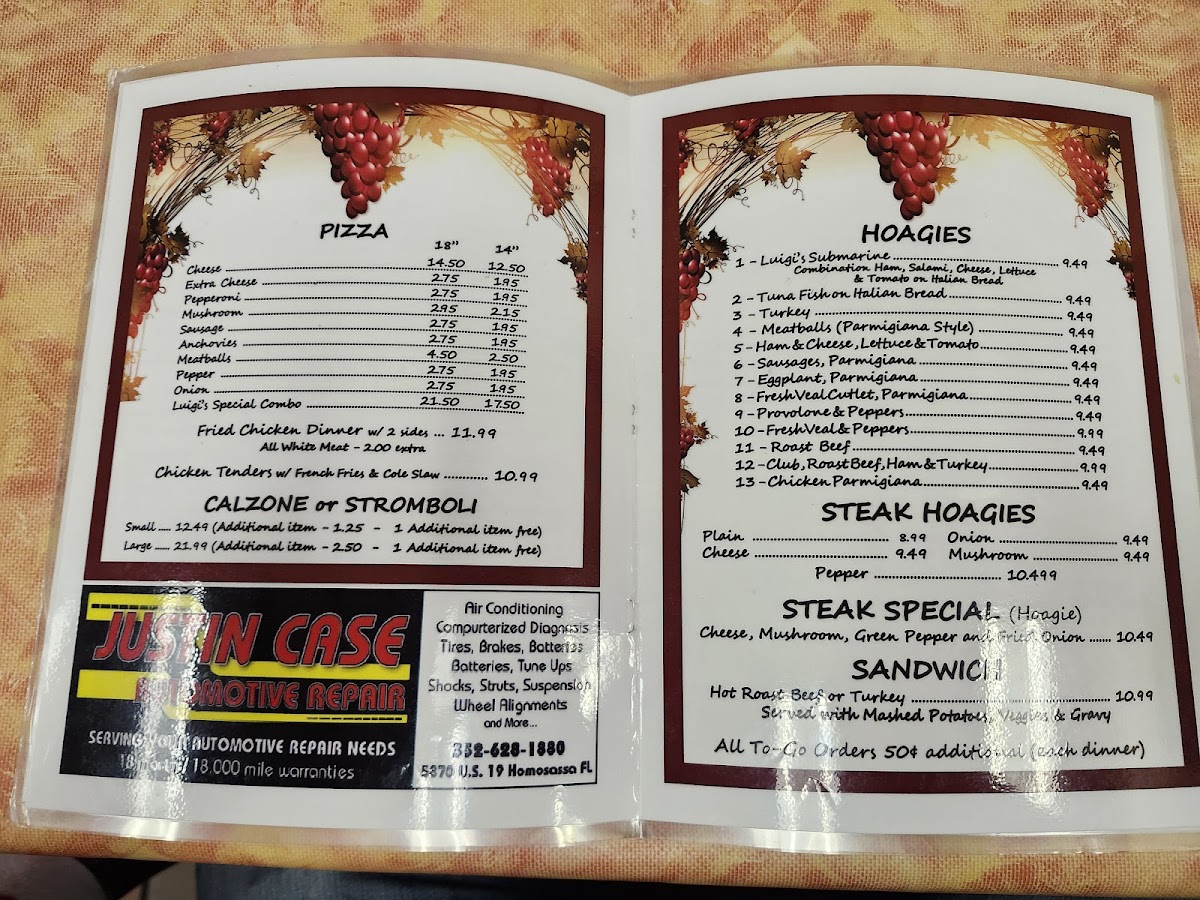 PIZZA
18" 14"
Cheese 14.50 12.50
Extra Cheese 2.75 1.95
Pepperoni 2.75 1.95
Mushroom 2.95 2.15
Sausage 2.75 1.95
Anchovies 2.75 1.95
Meatballs 4.50 2.50
Pepper 2.75 1.95
Onion 2.75 1.95
Luigi's Special Combo 21.50 17.50
Fried Chicken Dinner w/ 2 sides ... 11.99
All White Meat - 2.00 extra
Chicken Tenders w/ French Fries & Cole Slaw ........... 10.99
CALZONE or STROMBOLI
Small ..... 12.49 (Additional item - 1.25 - 1 Additional item free)
Large ...... 21.99 (Additional item - 2.50 - 1 Additional item free)
JUSTIN CASE
AUTOMOTIVE REPAIR
SERVING YOUR AUTOMOTIVE REPAIR NEEDS
18,000 mile warranties
Air Conditioning
Compurterized Diagnosis
Tires, Brakes, Batteries
Batteries, Tune Ups
Shocks, Struts, Suspension
Wheel Alignments
and More...
352-628-1880
5370 U.S. 19 Homosassa FL
HOAGIES
1 - Luigi's Submarine 9.49
Combination Ham, Salami, Cheese, Lettuce
& Tomato on Italian Bread
2 - Tuna Fish on Italian Bread 9.49
3 - Turkey 9.49
4 - Meatballs (Parmigiana Style) 9.49
5 - Ham & Cheese, Lettuce & Tomato 9.49
6 - Sausages, Parmigiana 9.49
7 - Eggplant, Parmigiana 9.49
8 - Fresh Veal Cutlet, Parmigiana 9.49
9 - Provolone & Peppers 9.49
10 - Fresh Veal & Peppers 9.99
11 - Roast Beef 9.49
12 - Club, Roast Beef, Ham & Turkey 9.99
13 - Chicken Parmigiana 9.49
STEAK HOAGIES
Plain 8.99 Onion 9.49
Cheese 9.49 Mushroom 9.49
Pepper 10.499
STEAK SPECIAL (Hoagie)
Cheese, Mushroom, Green Pepper and Fried Onion ...... 10.49
SANDWICH
Hot Roast Beef or Turkey 10.99
Served with Mashed Potatoes, Veggies & Gravy
All To-Go Orders 50¢ additional (each dinner)